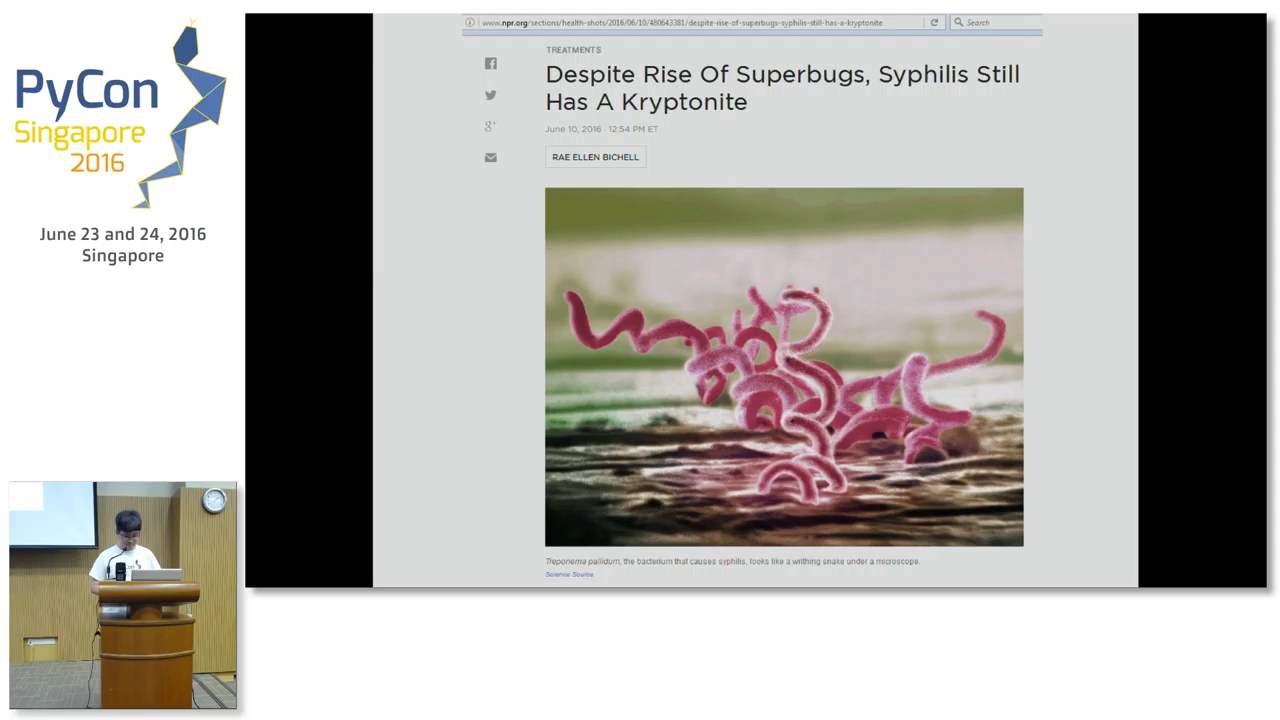 PyCon
Singapore
2016
June 23 and 24, 2016
Singapore
www.npr.org/sections/health-shots/2016/06/10/480643381/despite-rise-of-superbugs-syphilis-still-has-a-kryptonite
Search
TREATMENTS
Despite Rise Of Superbugs, Syphilis Still
Has A Kryptonite
June 10, 2016 · 12:54 PM ET
RAE ELLEN BICHELL
Treponema pallidum, the bacterium that causes syphilis, looks like a writhing snake under a microscope.
Science Source